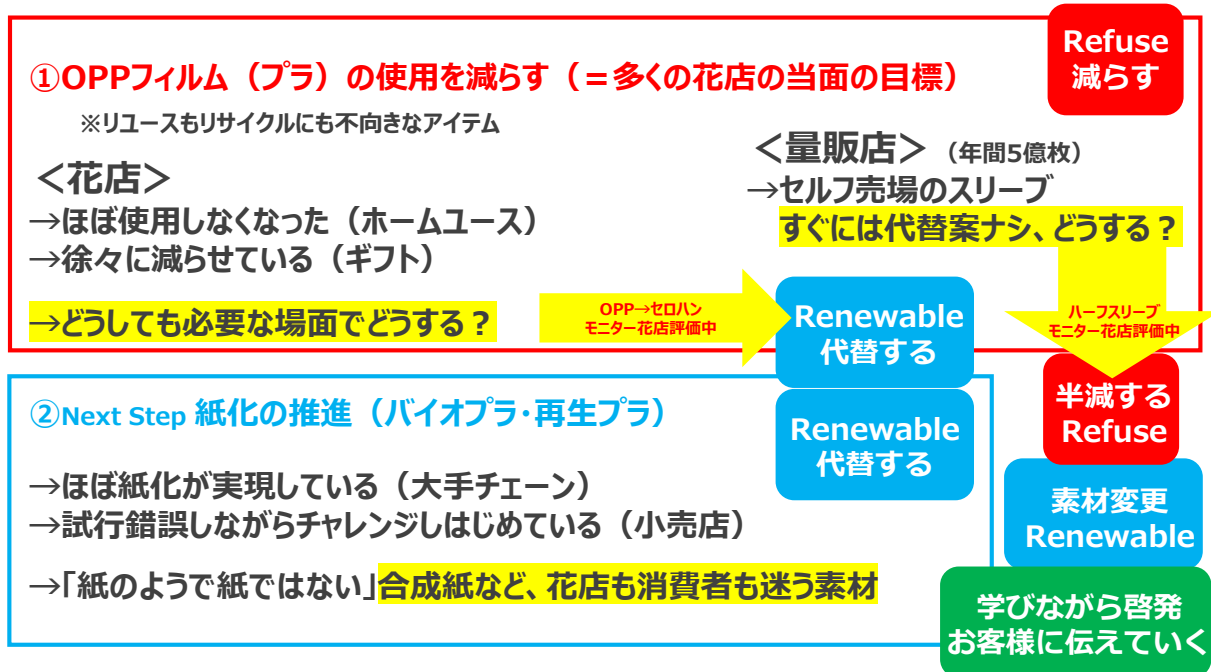 Refuse
減らす
①OPPフィルム（プラ）の使用を減らす（＝多くの花店の当面の目標）
※リユースもリサイクルにも不向きなアイテム
＜花店＞
→ほぼ使用しなくなった（ホームユース）
→徐々に減らせている（ギフト）
→どうしても必要な場面でどうする？
＜量販店＞（年間5億枚）
→セルフ売場のスリーブ
すぐには代替案ナシ、どうする？
OPP→セロハン
モニター花店評価中
Renewable
代替する
ハーフスリーブ
モニター花店評価中
半減する
Refuse
素材変更
Renewable
②Next Step 紙化の推進（バイオプラ・再生プラ）
Renewable
代替する
→ほぼ紙化が実現している（大手チェーン）
→試行錯誤しながらチャレンジしはじめている（小売店）
→「紙のようで紙ではない」合成紙など、花店も消費者も迷う素材
学びながら啓発
お客様に伝えていく